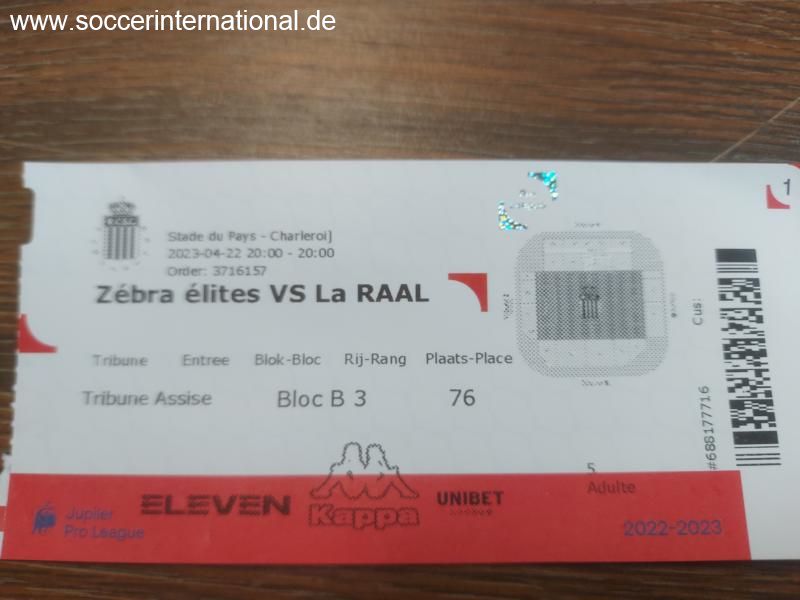 www.soccerinternational.de
1
Stade du Pays - Charleroi]
2023-04-22 20:00 - 20:00
Order: 3716157
Zébra élites VS La RAAL
Tribune Entree Blok-Bloc Rij-Rang Plaats-Place
Tribune Assise Bloc B 3 76
Cus:
#688177716
5
Adulte
Jupiler
Pro League
ELEVEN
Kappa
UNIBET
2022-2023